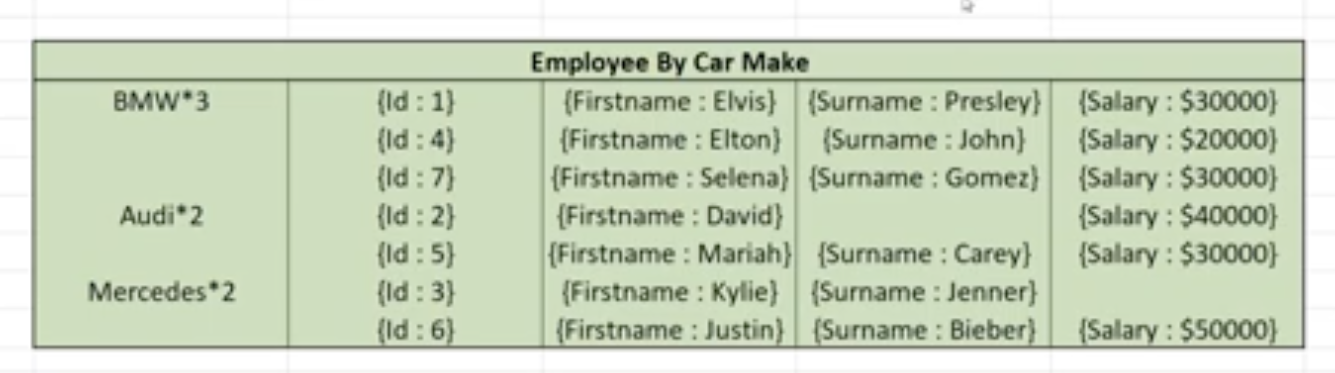 Employee By Car Make
BMW*3 {Id : 1} {Firstname : Elvis} {Surname : Presley} {Salary : $30000}
{Id : 4} {Firstname : Elton} {Surname : John} {Salary : $20000}
{Id : 7} {Firstname : Selena} {Surname : Gomez} {Salary : $30000}
Audi*2 {Id : 2} {Firstname : David} {Salary : $40000}
{Id : 5} {Firstname : Mariah} {Surname : Carey} {Salary : $30000}
Mercedes*2 {Id : 3} {Firstname : Kylie} {Surname : Jenner}
{Id : 6} {Firstname : Justin} {Surname : Bieber} {Salary : $50000}